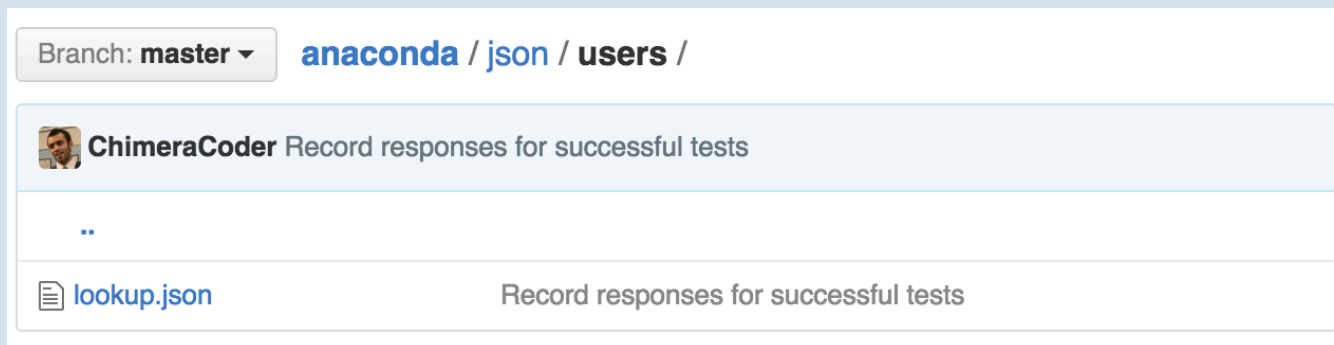 Branch: master anaconda / json / users /
ChimeraCoder Record responses for successful tests
..
lookup.json Record responses for successful tests